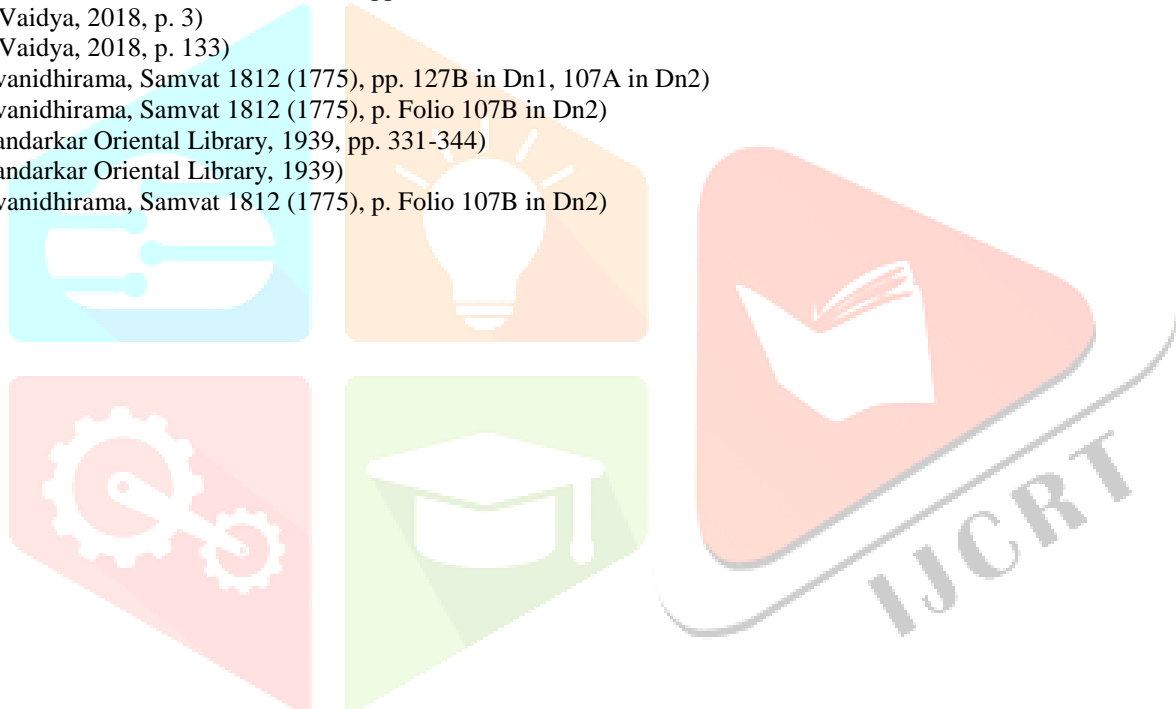 Vaidya, 2018, p. 3)
Vaidya, 2018, p. 133)
vanidhirama, Samvat 1812 (1775), pp. 127B in Dn1, 107A in Dn2)
vanidhirama, Samvat 1812 (1775), p. Folio 107B in Dn2)
andarkar Oriental Library, 1939, pp. 331-344)
andarkar Oriental Library, 1939)
vanidhirama, Samvat 1812 (1775), p. Folio 107B in Dn2)
IJCRT